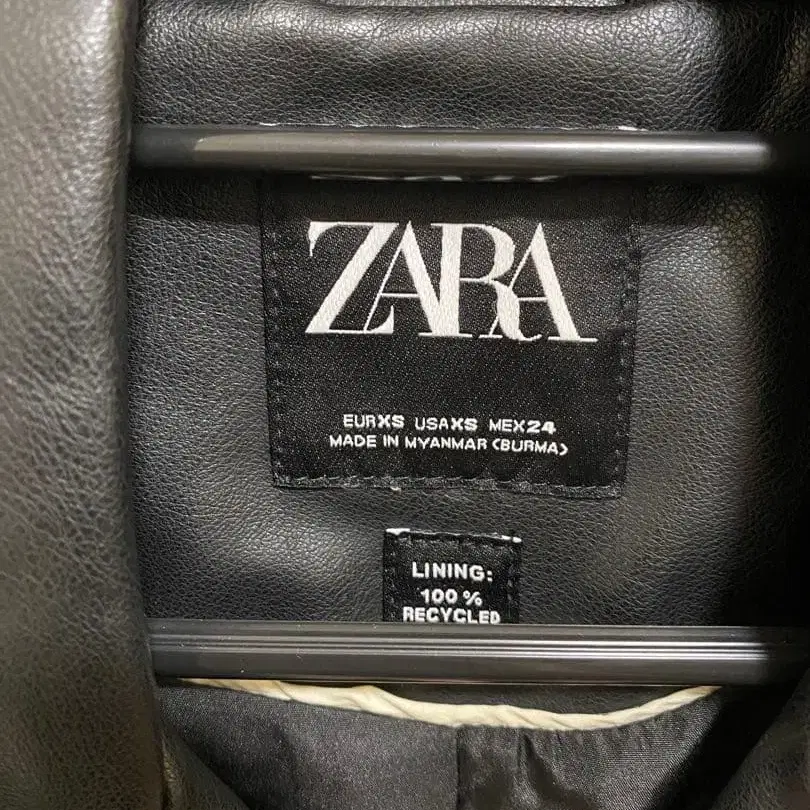 ZARA
EURXS USAXS MEX24
MADE IN MYANMAR (BURMA)
LINING:
100 %
RECYCLED